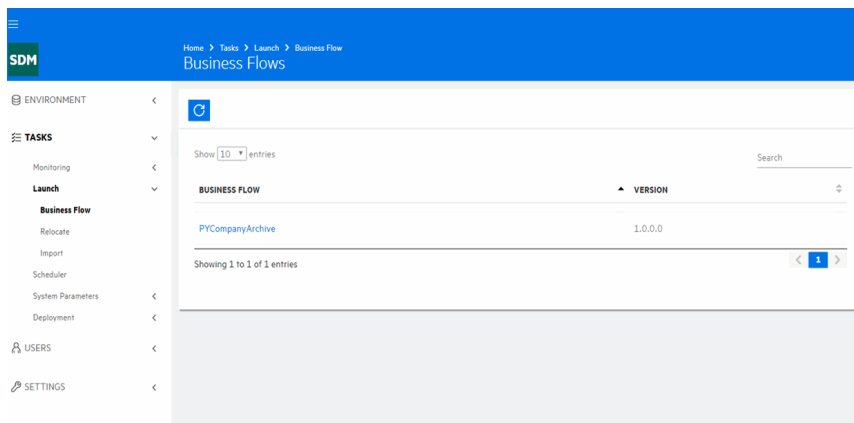 SDM
Home > Tasks > Launch > Business Flow
Business Flows
ENVIRONMENT
TASKS
Monitoring
Launch
Business Flow
Relocate
Import
Scheduler
System Parameters
Deployment
USERS
SETTINGS
Show 10 entries
Search
BUSINESS FLOW VERSION
PYCompanyArchive 1.0.0.0
Showing 1 to 1 of 1 entries
< 1 >